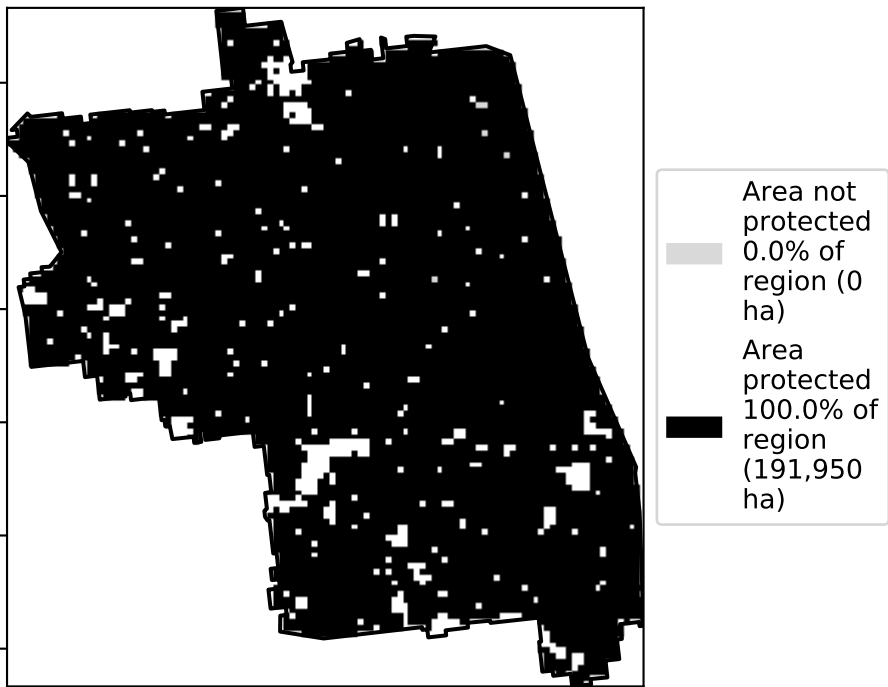 Area not
protected
0.0% of
region (0
ha)
Area
protected
100.0% of
region
(191,950
ha)